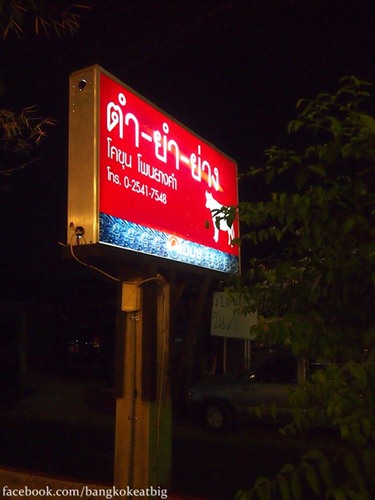 ตำ-ยำ-ย่าง
โคขุน โพนยางคำ
โทร. 0-2541-7548
facebook.com/bangkokeatbig